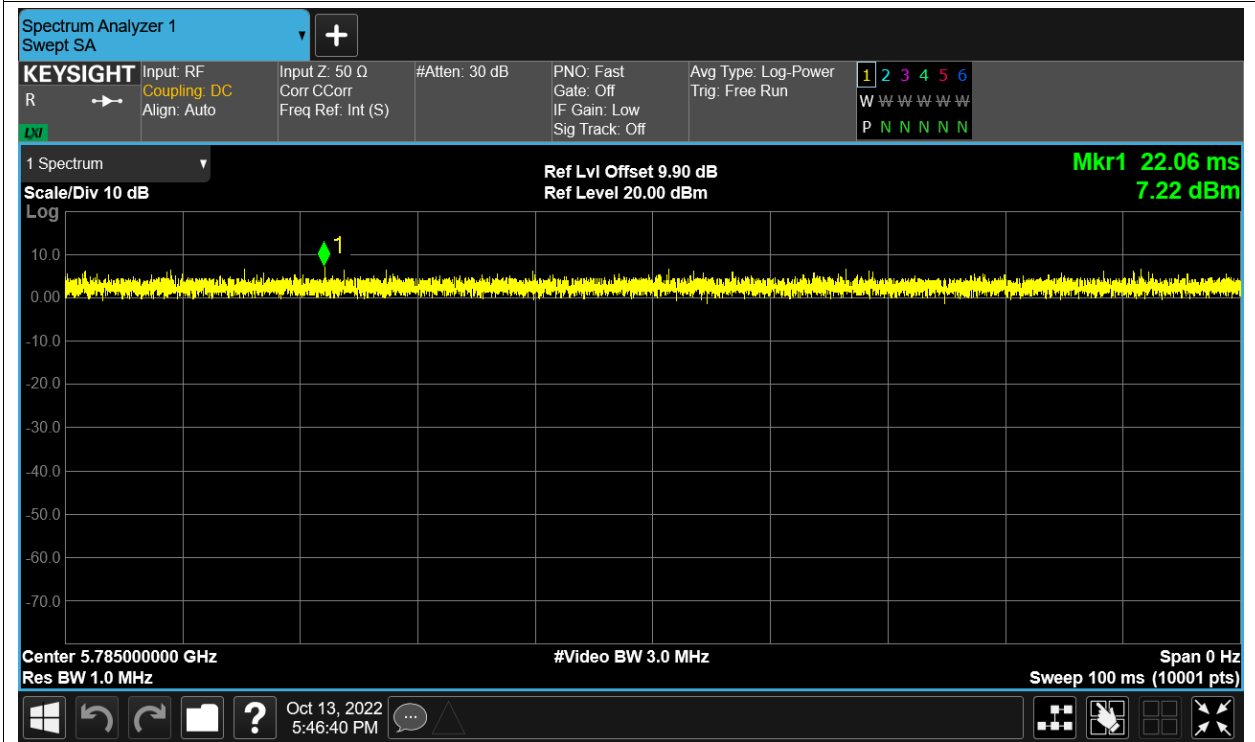 Spectrum Analyzer 1
Swept SA
KEYSIGHT
R
LXI
Input: RF
Coupling: DC
Align: Auto
Input Z: 50 Ω
Corr CCorr
Freq Ref: Int (S)
#Atten: 30 dB
PNO: Fast
Gate: Off
IF Gain: Low
Sig Track: Off
Avg Type: Log-Power
Trig: Free Run
1 2 3 4 5 6
W W W W W W
P N N N N N
1 Spectrum
Scale/Div 10 dB
Log
Ref Lvl Offset 9.90 dB
Ref Level 20.00 dBm
Mkr1 22.06 ms
7.22 dBm
1
10.0
0.00
-10.0
-20.0
-30.0
-40.0
-50.0
-60.0
-70.0
Center 5.785000000 GHz
#Video BW 3.0 MHz
Span 0 Hz
Res BW 1.0 MHz
Sweep 100 ms (10001 pts)
?
Oct 13, 2022
5:46:40 PM